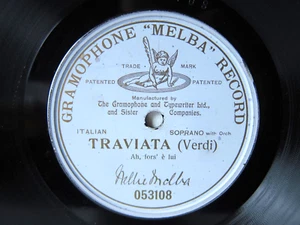 GRAMOPHONE "MELBA" RECORD
TRADE MARK
PATENTED PATENTED
Manufactured by
The Gramophone and Typewriter Ltd.,
and Sister Companies.
ITALIAN SOPRANO with Orch
TRAVIATA (Verdi)
Ah, fors' è lui
Nellie Melba
053108